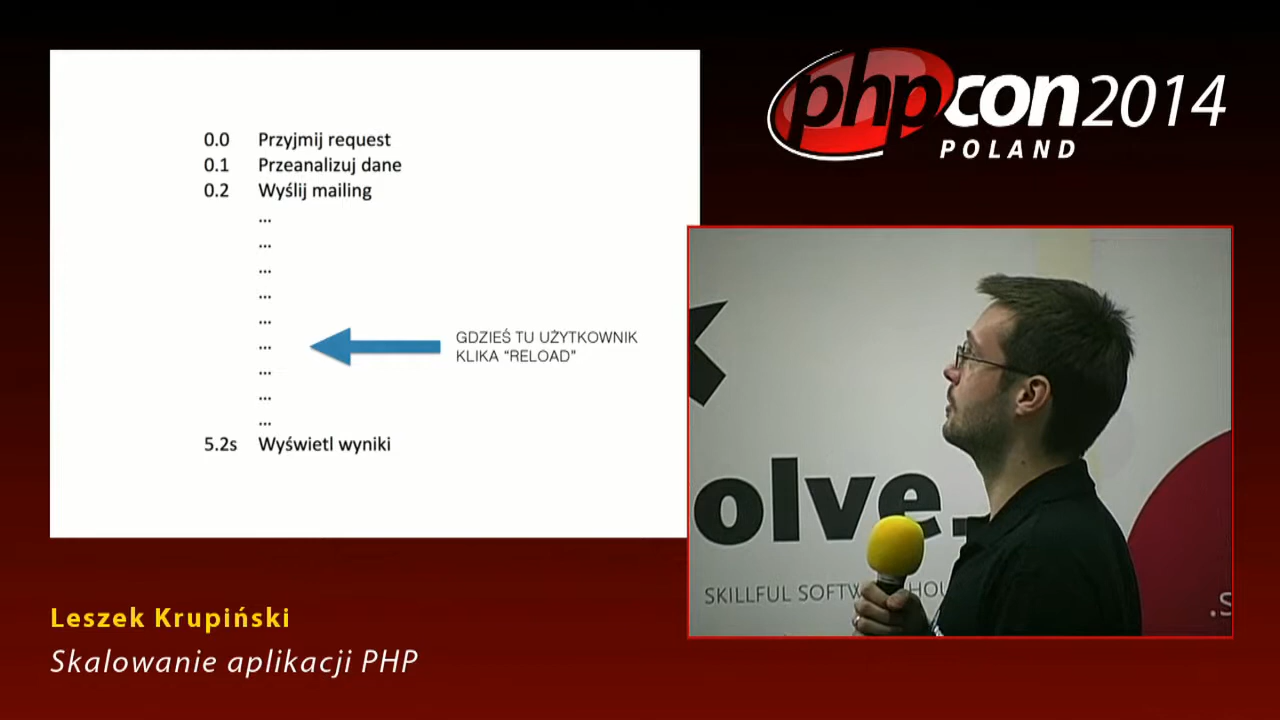 0.0 Przyjmij request
0.1 Przeanalizuj dane
0.2 Wyślij mailing
...
...
...
...
...
...
...
...
...
5.2s Wyświetl wyniki
GDZIEŚ TU UŻYTKOWNIK
KLIKA “RELOAD”
phpcon2014
POLAND
olve.
SKILLFUL SOFTW HOU
.s
Leszek Krupiński
Skalowanie aplikacji PHP